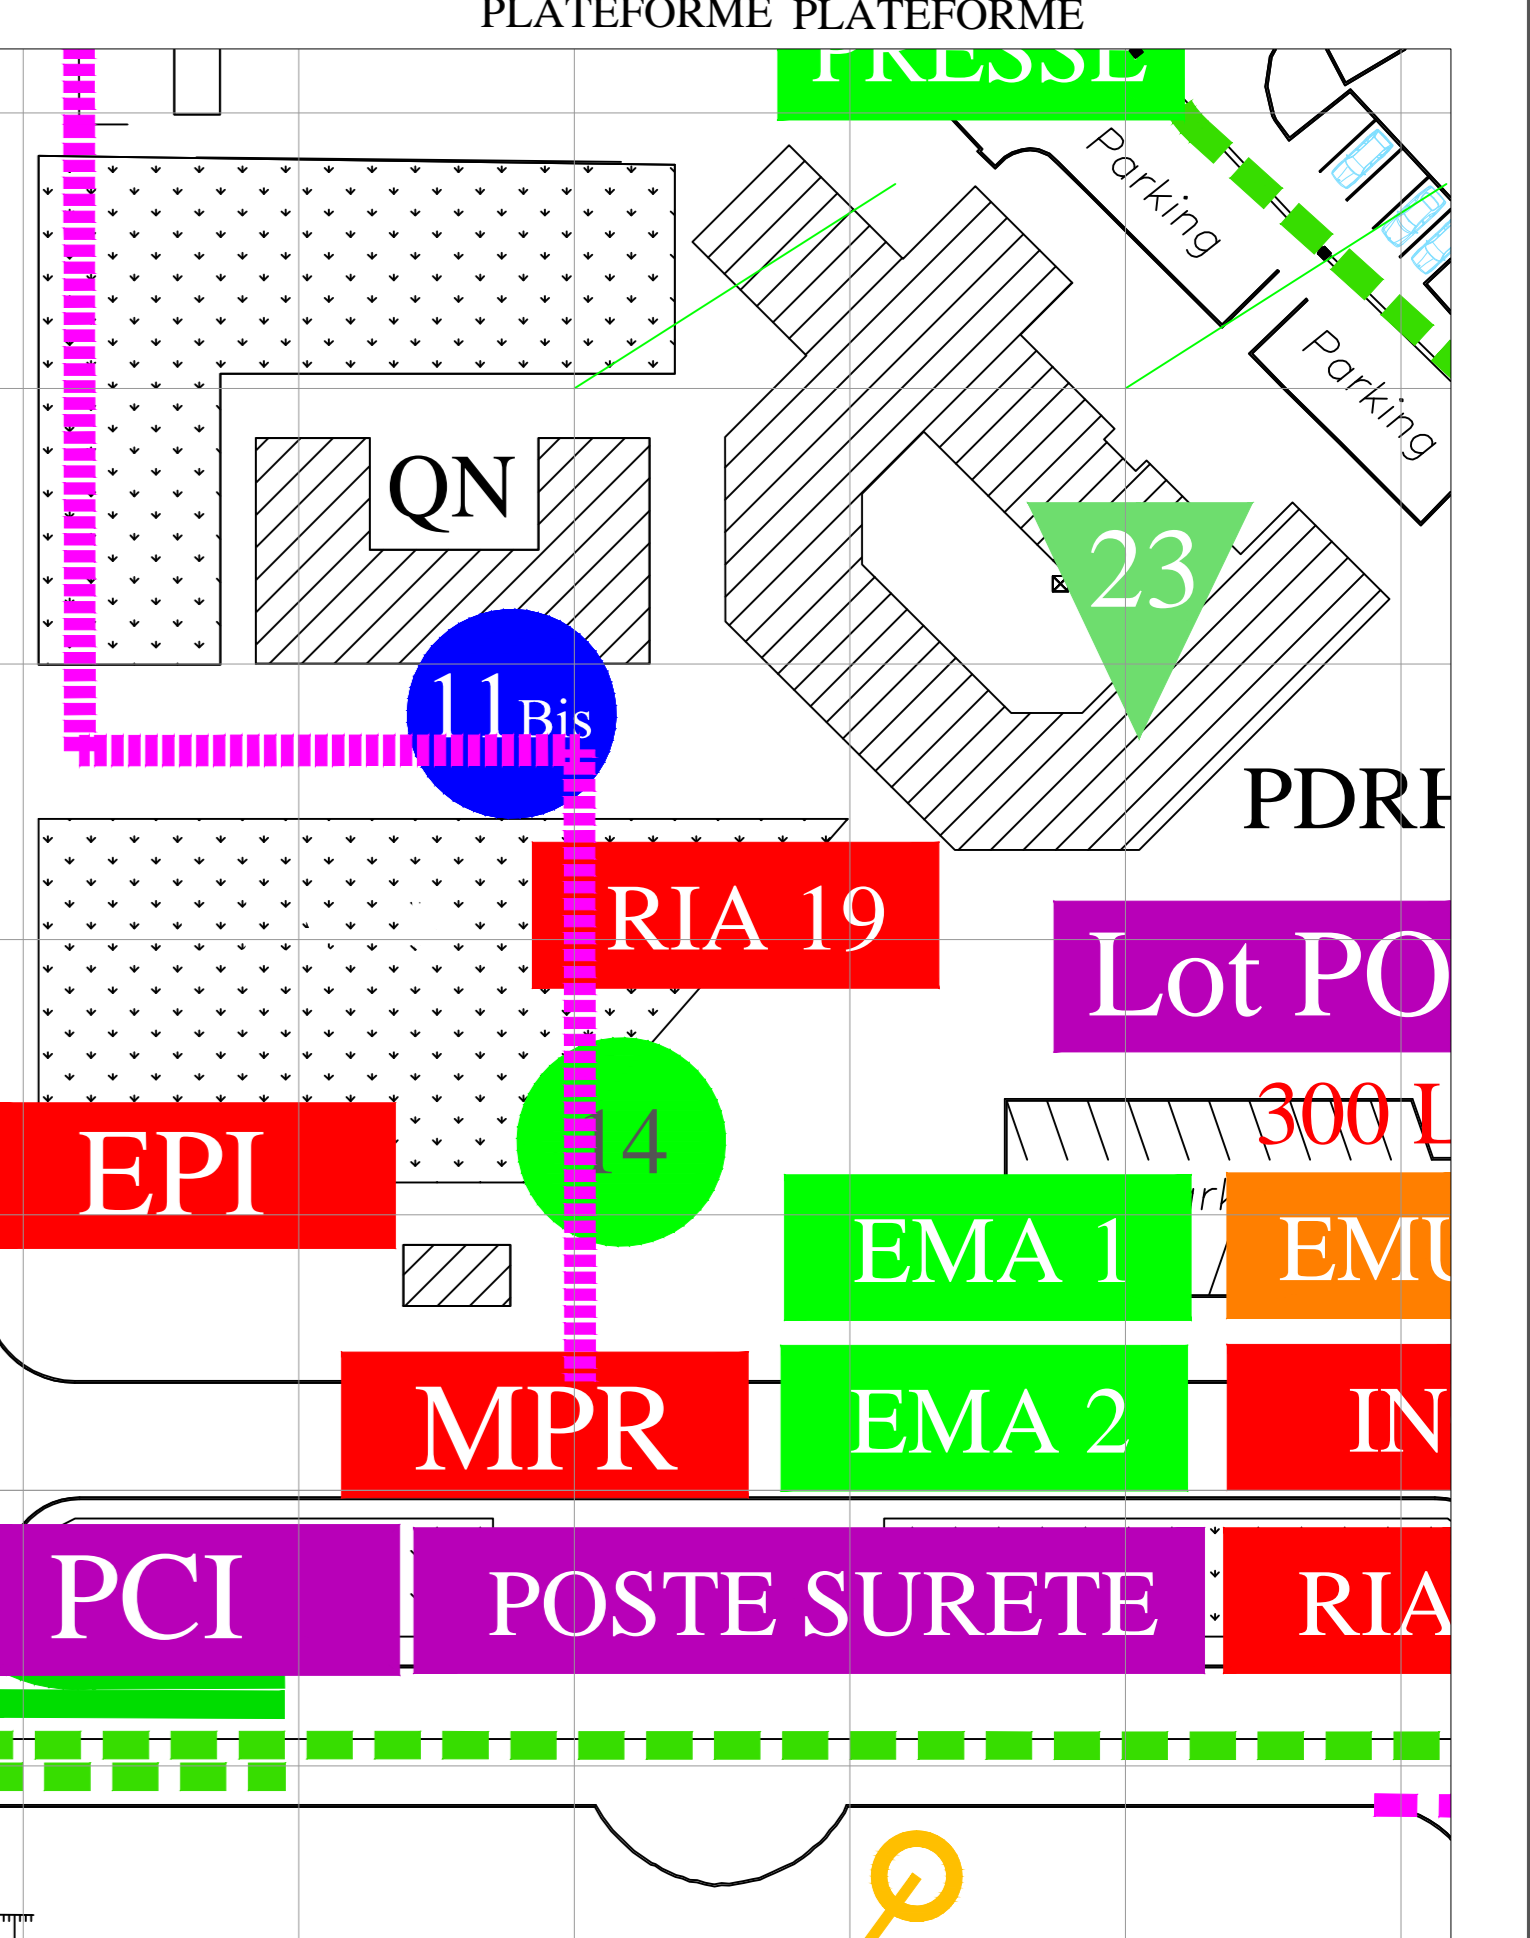 PLATEFORME PLATEFORME
PRESSE
Parking
Parking
QN
23
11 Bis
PDRH
RIA 19
Lot PO
300 L
14
EPI
EMA 1
EMU
MPR
EMA 2
IN
PCI
POSTE SURETE
RIA